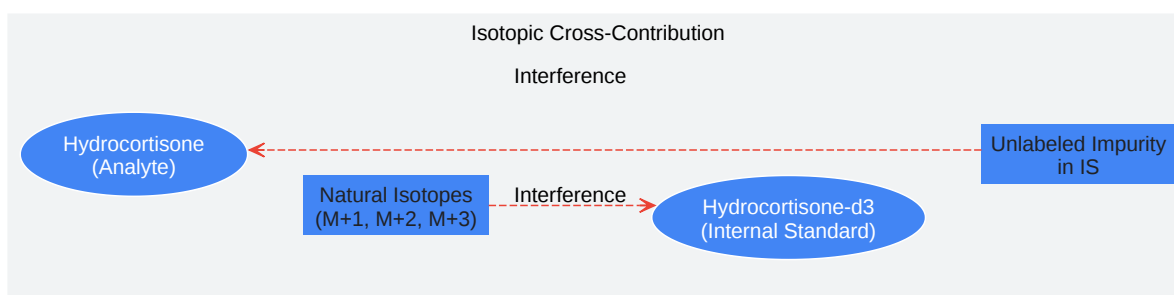 Isotopic Cross-Contribution
Interference
Hydrocortisone
(Analyte)
Unlabeled Impurity
in IS
Natural Isotopes
(M+1, M+2, M+3)
Interference
Hydrocortisone-d3
(Internal Standard)